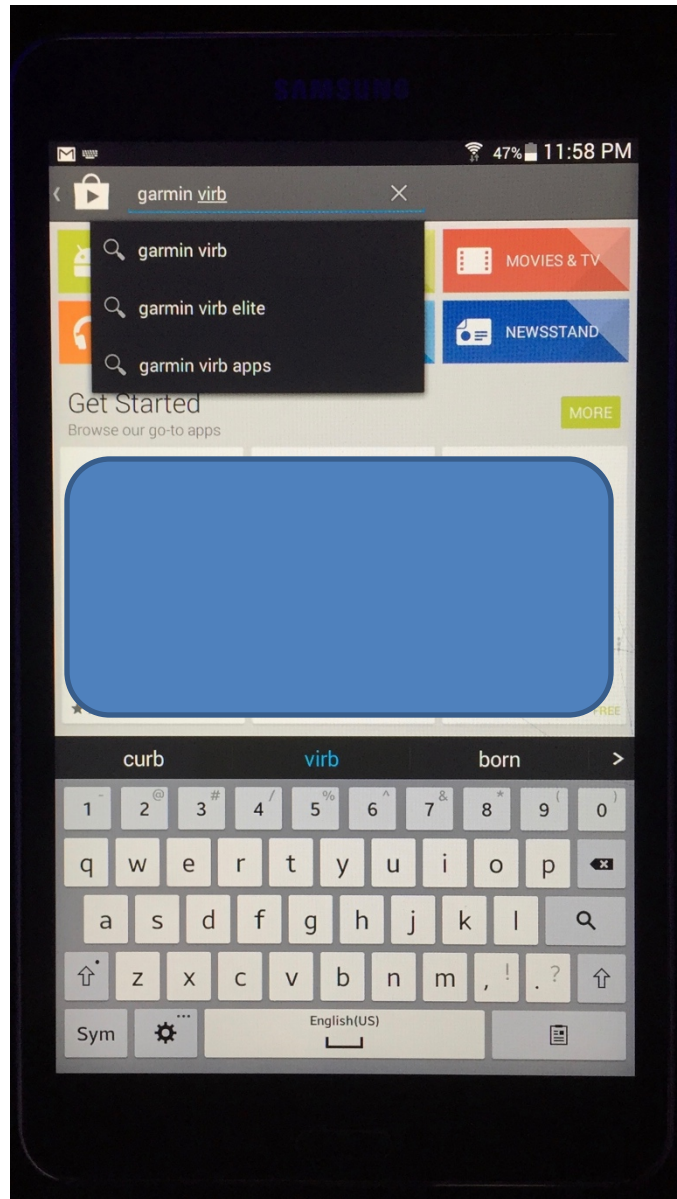 SAMSUNG
47% 11:58 PM
garmin virb
garmin virb
MOVIES & TV
garmin virb elite
NEWSSTAND
garmin virb apps
Get Started
MORE
Browse our go-to apps
FREE
curb virb born >
1 - 2 @ 3 # 4 / 5 % 6 ^ 7 & 8 * 9 ( 0 )
q w e r t y u i o p
a s d f g h j k l
z x c v b n m , ! . ?
Sym English(US)